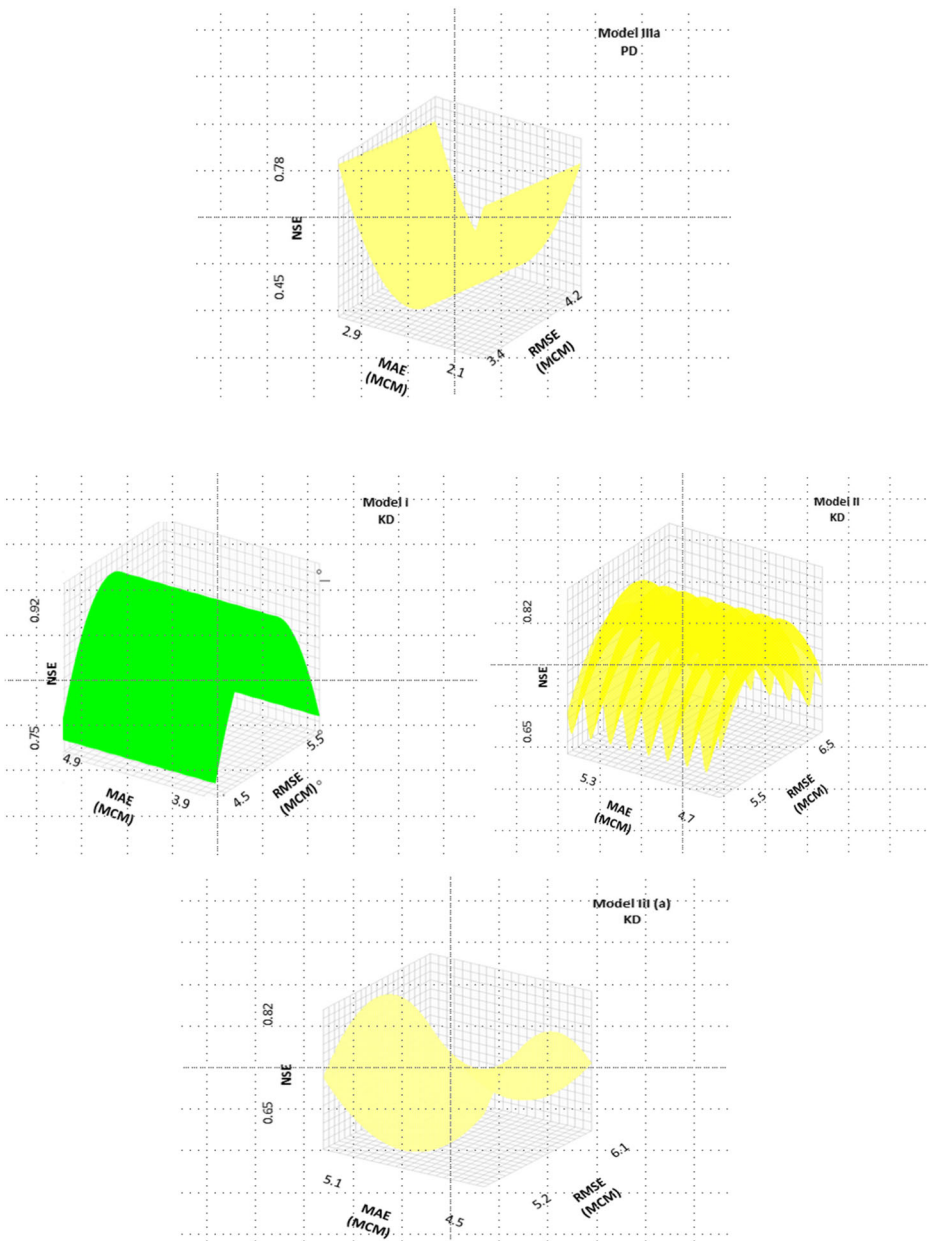 Model IIIa
PD
0.78
NSE
0.45
2.9
MAE
(MCM)
2.1
3.4
RMSE
(MCM)
4.2
Model I
KD
0.92
NSE
0.75
4.9
MAE
(MCM)
3.9
4.5
RMSE
(MCM)
5.5
Model II
KD
0.82
NSE
0.65
5.3
MAE
(MCM)
4.7
5.5
RMSE
(MCM)
6.5
Model III (a)
KD
0.82
NSE
0.65
5.1
MAE
(MCM)
4.5
5.2
RMSE
(MCM)
6.1